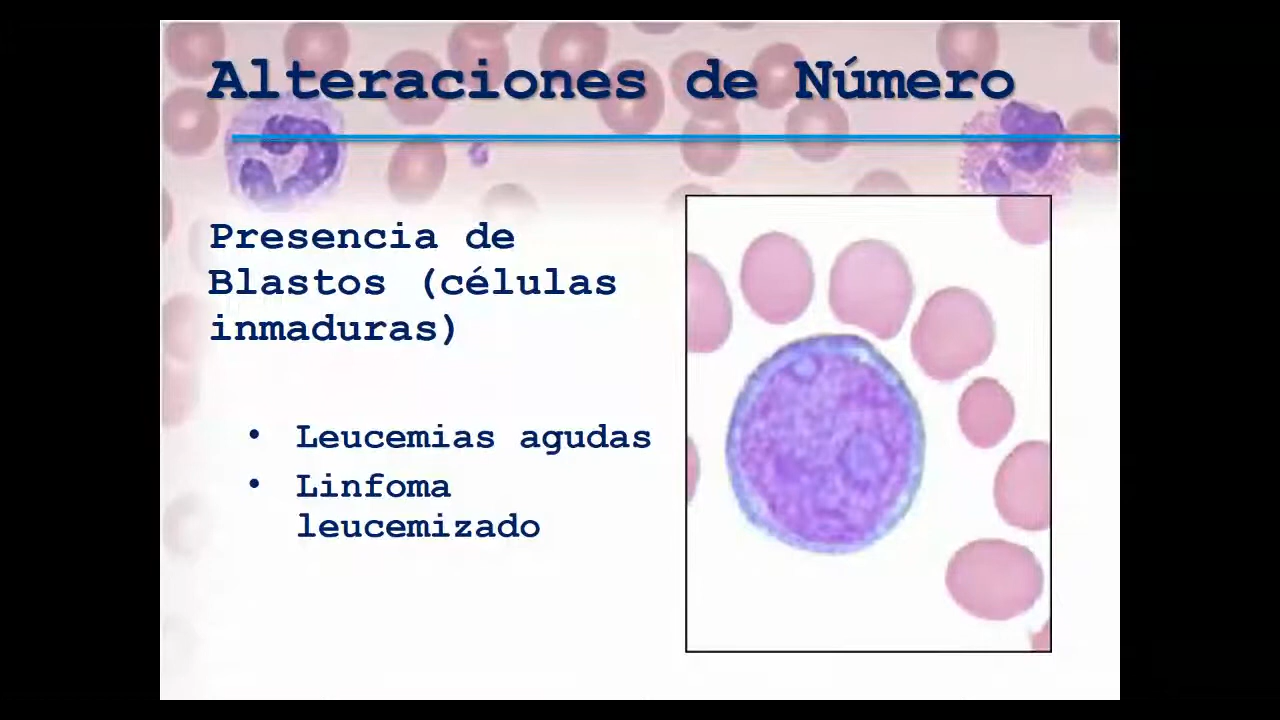 Alteraciones de Número
Presencia de
Blastos (células
inmaduras)
• Leucemias agudas
• Linfoma
leucemizado